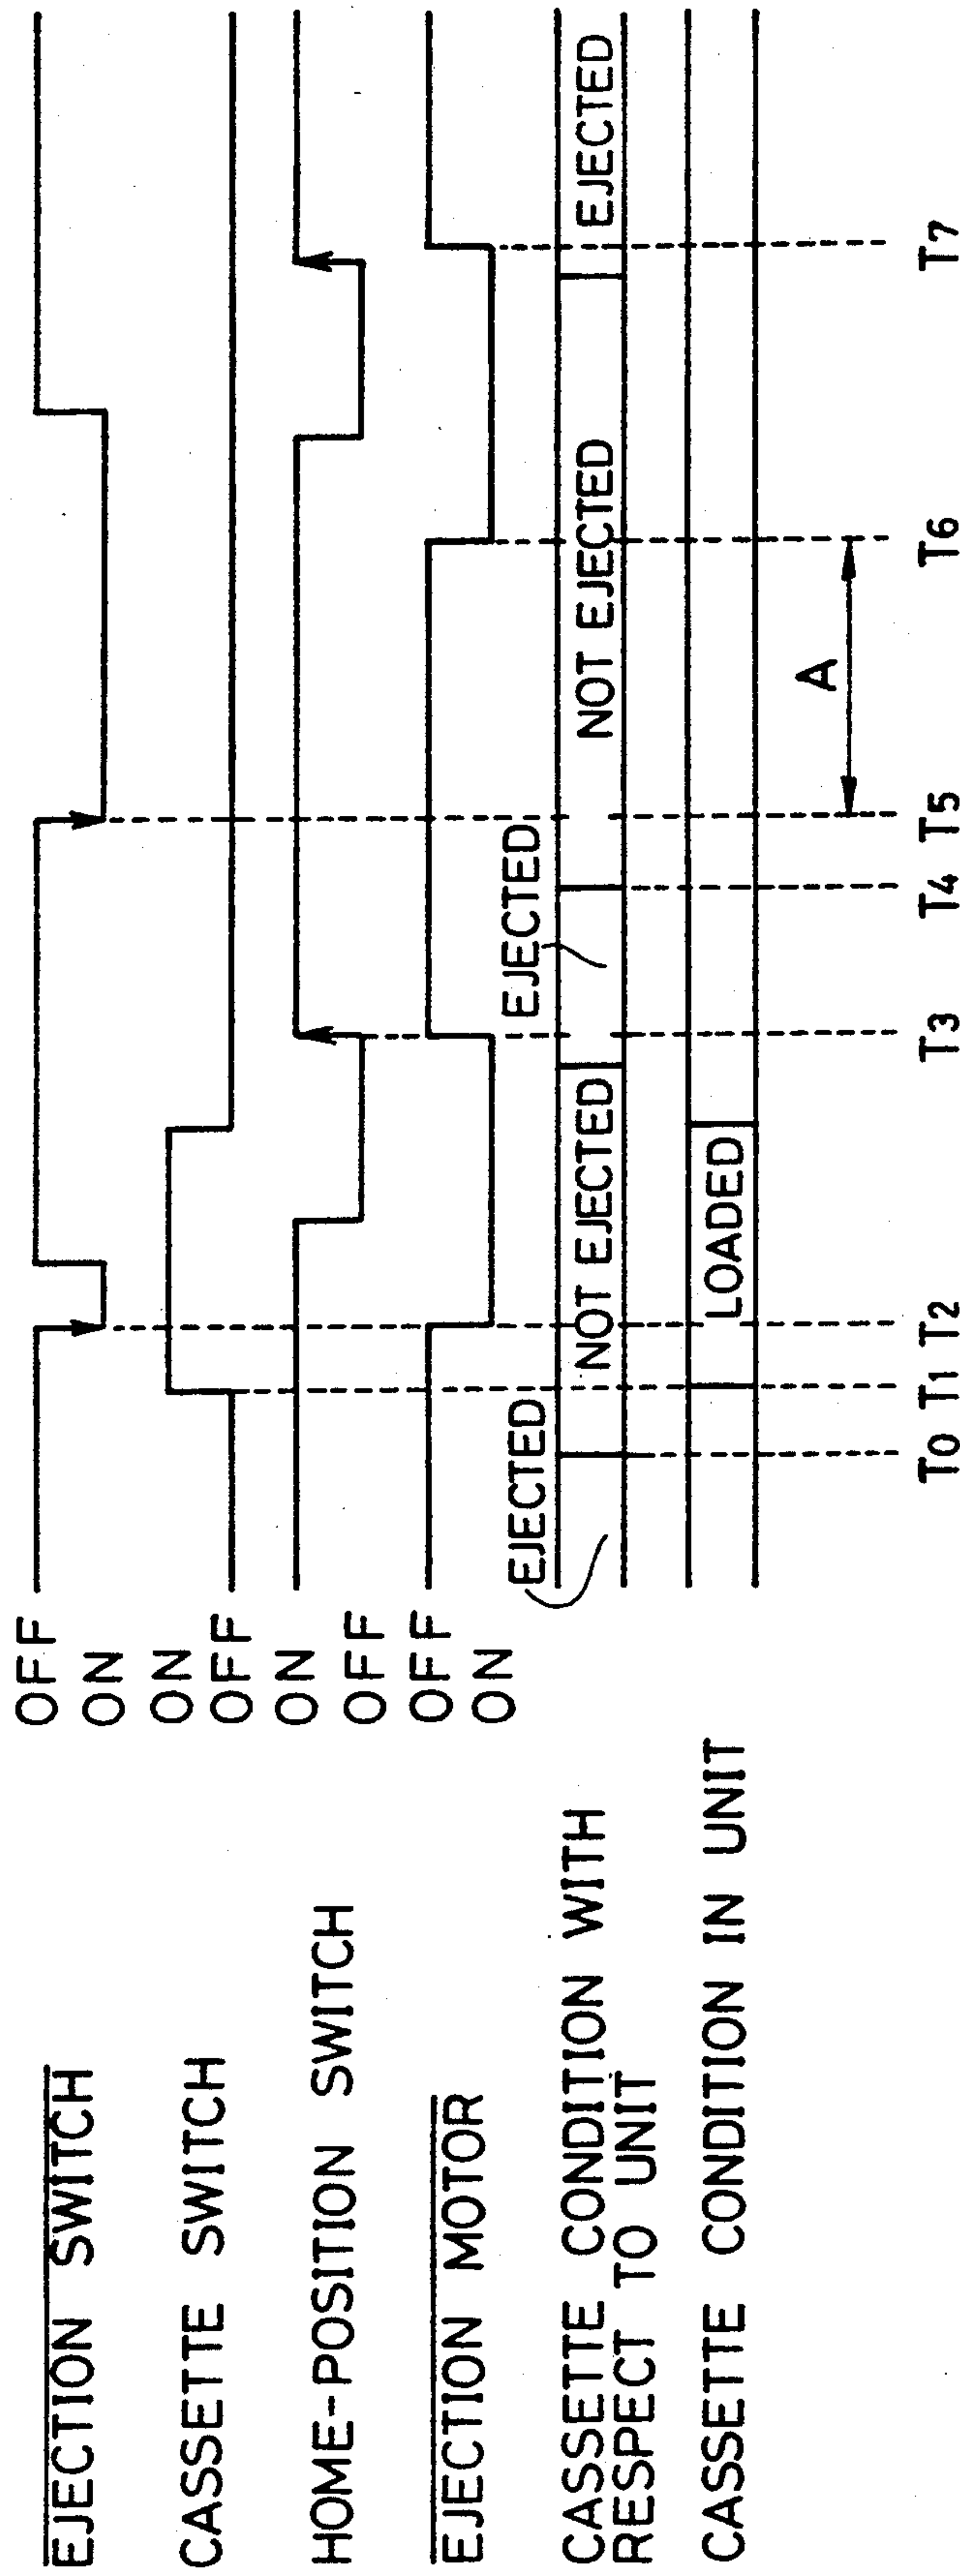 EJECTION SWITCH
OFF
ON
CASSETTE SWITCH
ON
OFF
HOME-POSITION SWITCH
ON
OFF
EJECTION MOTOR
OFF
ON
CASSETTE CONDITION WITH
RESPECT TO UNIT
EJECTED
NOT EJECTED
EJECTED
NOT EJECTED
EJECTED
CASSETTE CONDITION IN UNIT
LOADED
A
T0 T1 T2 T3 T4 T5 T6 T7